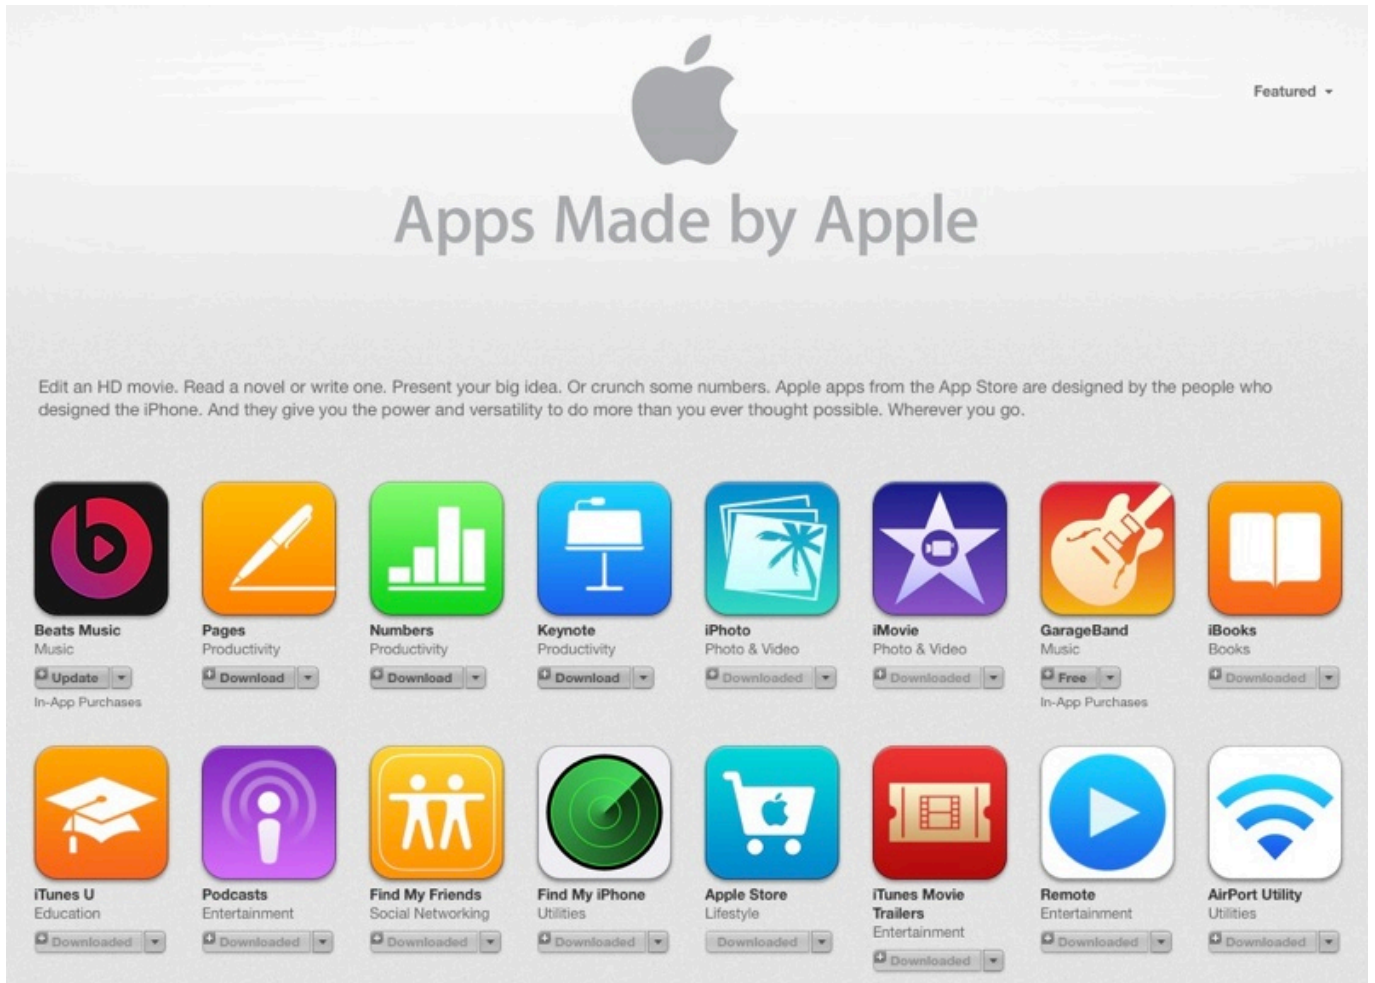 Featured
Apps Made by Apple
Edit an HD movie. Read a novel or write one. Present your big idea. Or crunch some numbers. Apple apps from the App Store are designed by the people who
designed the iPhone. And they give you the power and versatility to do more than you ever thought possible. Wherever you go.
Beats Music
Music
Update
In-App Purchases
Pages
Productivity
Download
Numbers
Productivity
Download
Keynote
Productivity
Download
iPhoto
Photo & Video
Downloaded
iMovie
Photo & Video
Downloaded
GarageBand
Music
Free
In-App Purchases
iBooks
Books
Downloaded
iTunes U
Education
Downloaded
Podcasts
Entertainment
Downloaded
Find My Friends
Social Networking
Downloaded
Find My iPhone
Utilities
Downloaded
Apple Store
Lifestyle
Downloaded
iTunes Movie
Trailers
Entertainment
Downloaded
Remote
Entertainment
Downloaded
AirPort Utility
Utilities
Downloaded